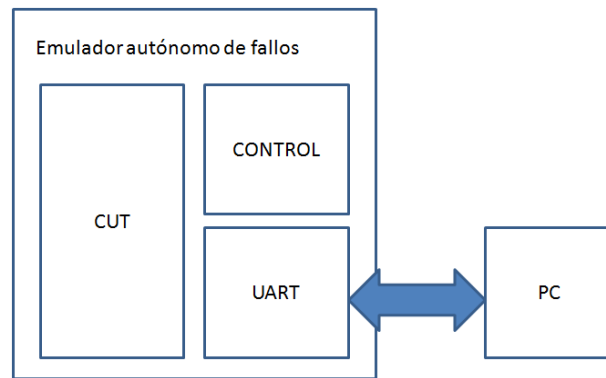 Emulador autónomo de fallos
CONTROL
CUT
UART
PC